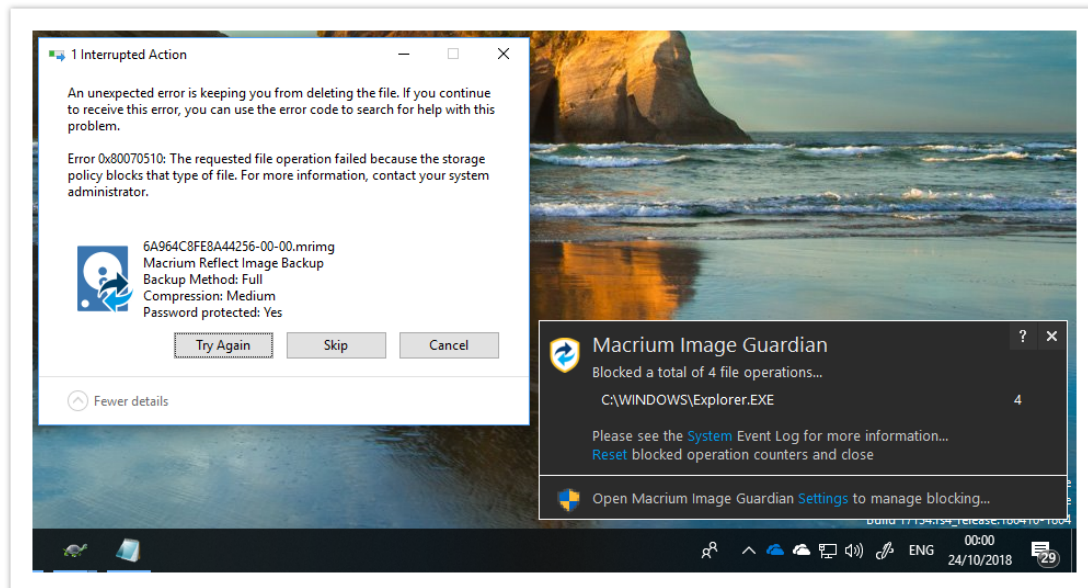 1 Interrupted Action
An unexpected error is keeping you from deleting the file. If you continue
to receive this error, you can use the error code to search for help with this
problem.
Error 0x80070510: The requested file operation failed because the storage
policy blocks that type of file. For more information, contact your system
administrator.
6A964C8FE8A44256-00-00.mrimg
Macrium Reflect Image Backup
Backup Method: Full
Compression: Medium
Password protected: Yes
Try Again Skip Cancel
Fewer details
? ×
Macrium Image Guardian
Blocked a total of 4 file operations...
C:\WINDOWS\Explorer.EXE 4
Please see the System Event Log for more information...
Reset blocked operation counters and close
Open Macrium Image Guardian Settings to manage blocking...
ENG
00:00
24/10/2018
29